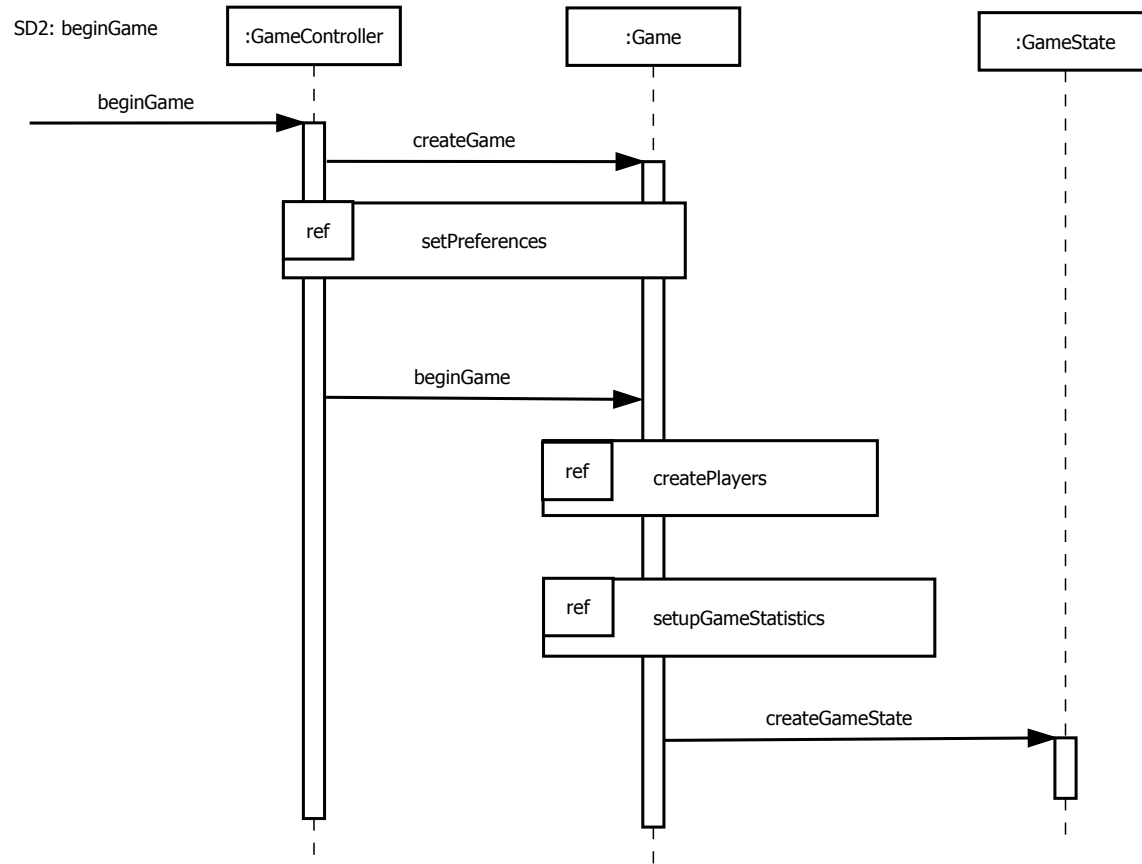 SD2: beginGame
:GameController
:Game
:GameState
beginGame
createGame
ref
setPreferences
beginGame
ref
createPlayers
ref
setupGameStatistics
createGameState